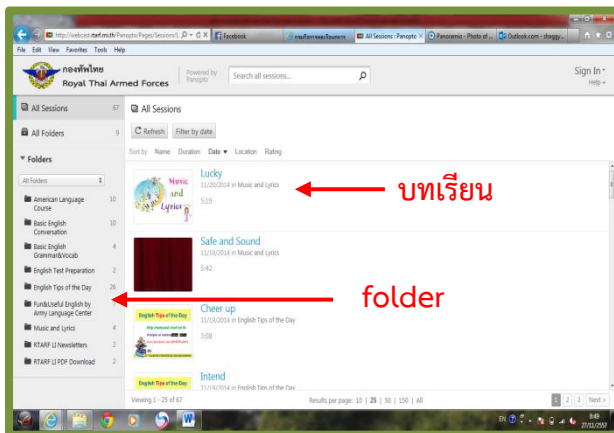 http://webcast.rtarf.mi.th/Panopto/Pages/Sessions/L
Facebook
All Sessions : Panopto
Panoramio - Photo of ...
Outlook.com - shaggy...
File Edit View Favorites Tools Help
กองทัพไทย
Royal Thai Armed Forces
Powered by
Panopto
Search all sessions...
Sign In
Help
All Sessions 67
All Sessions
All Folders 9
Refresh
Filter by date
Folders
Sort by Name Duration Date ▼ Location Rating
All Folders
American Language
Course 10
Basic English
Conversation 10
Basic English
Grammar&Vocab 4
English Test Preparation 2
English Tips of the Day 26
Fun&Useful English by
Army Language Center
Music and Lyrics 4
RTARF LI Newsletters 2
RTARF LI PDF Download 2
Music
and
Lyrics
Lucky
11/20/2014 in Music and Lyrics
5:19
บทเรียน
Safe and Sound
11/19/2014 in Music and Lyrics
5:42
folder
English Tips of the Day
Cheer up
11/19/2014 in English Tips of the Day
3:08
English Tips of the Day
Intend
11/19/2014 in English Tips of the Day
Viewing 1 - 25 of 67
Results per page: 10 | 25 | 50 | 150 | All
1 2 3 Next »
EN
9:49
27/11/2557